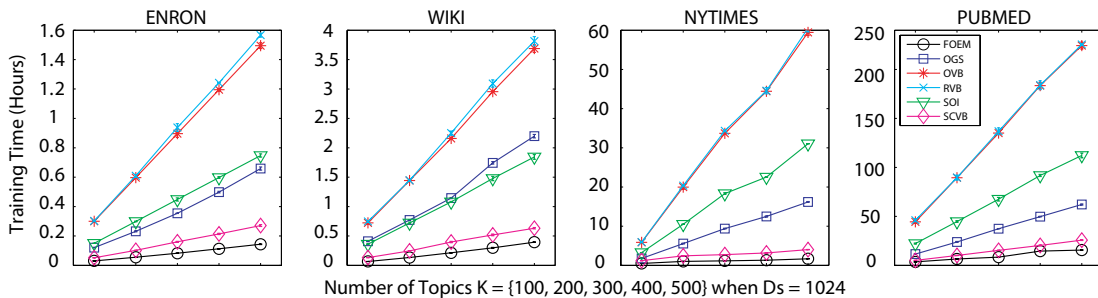 ENRON
WIKI
NYTIMES
PUBMED
Training Time (Hours)
1.6
1.4
1.2
1
0.8
0.6
0.4
0.2
0
4
3.5
3
2.5
2
1.5
1
0.5
0
60
50
40
30
20
10
0
250
200
150
100
50
0
FOEM
OGS
OVB
RVB
SOI
SCVB
Number of Topics K = {100, 200, 300, 400, 500} when Ds = 1024